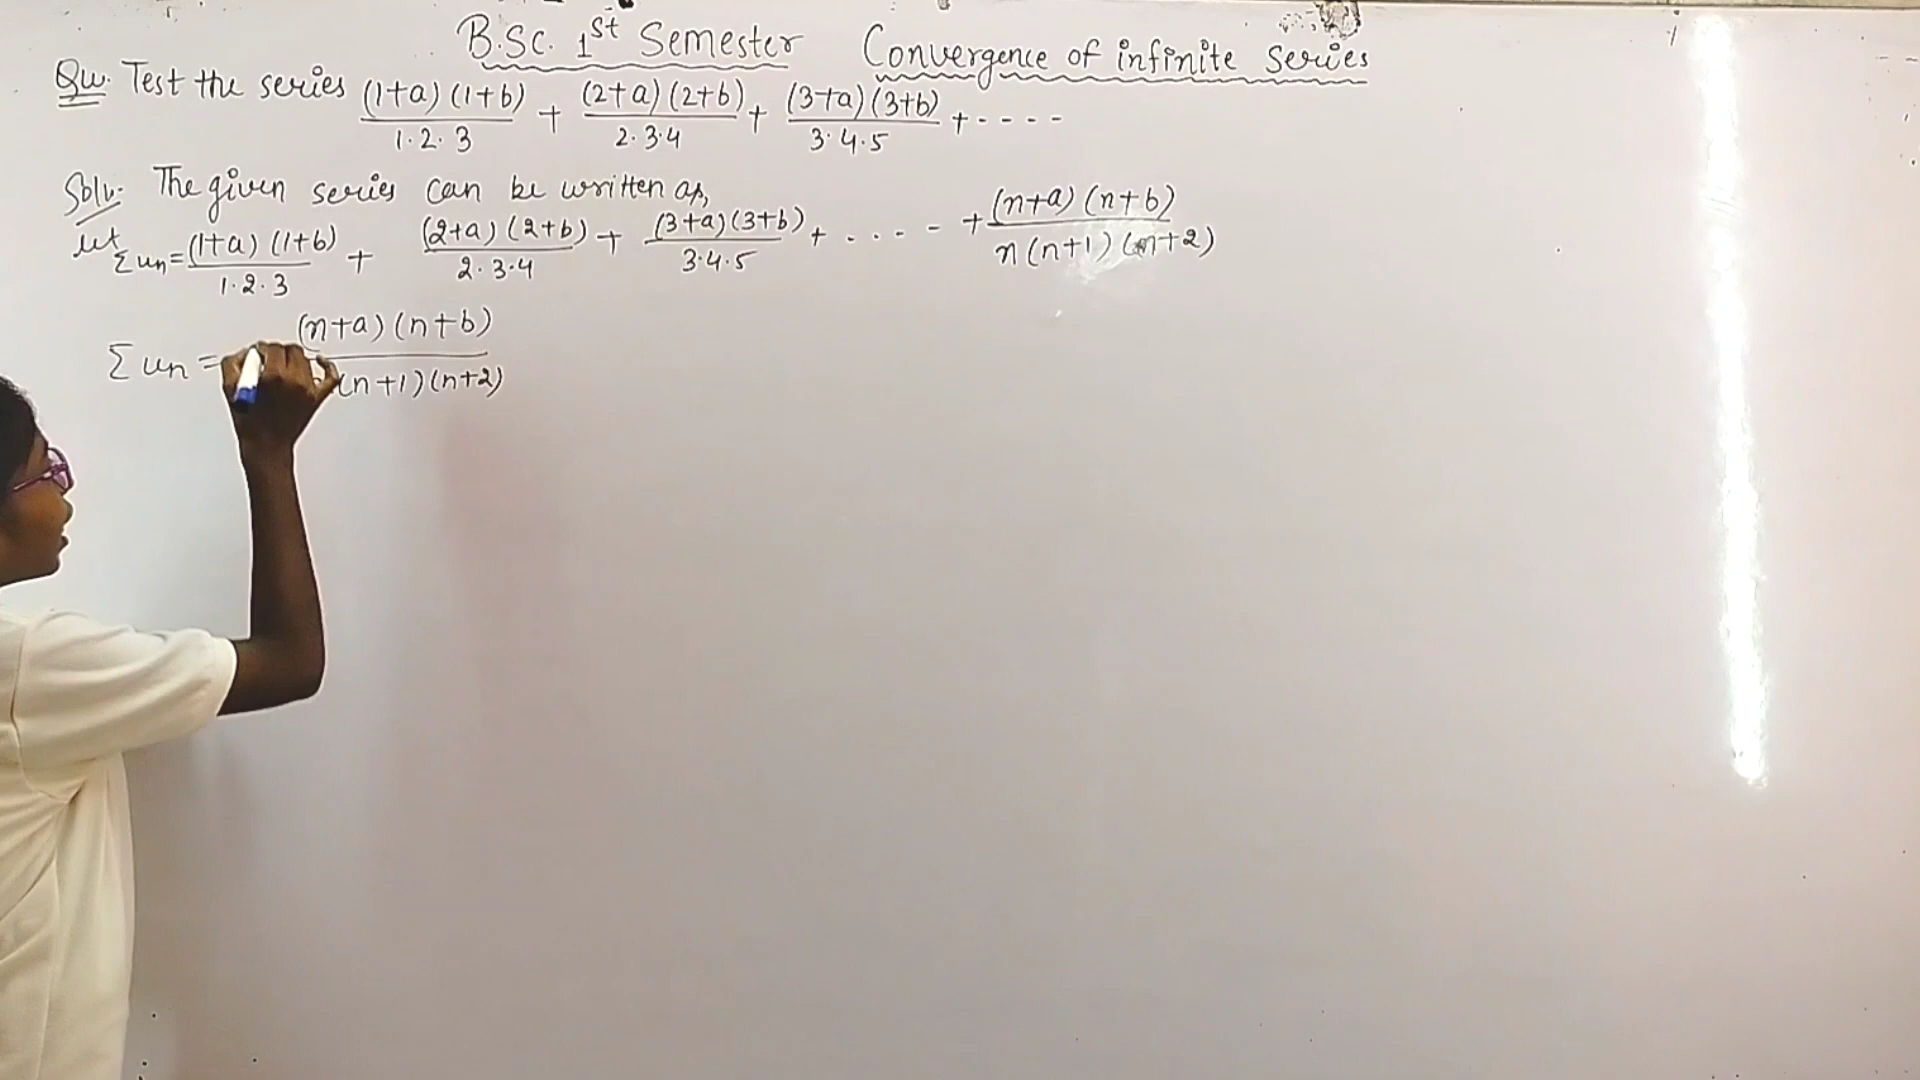 B.Sc. 1st Semester Convergence of infinite series
Qu. Test the series (1+a)(1+b)/1·2·3 + (2+a)(2+b)/2·3·4 + (3+a)(3+b)/3·4·5 + ----
Solu. The given series can be written as,
let Σun = (1+a)(1+b)/1·2·3 + (2+a)(2+b)/2·3·4 + (3+a)(3+b)/3·4·5 + ---- + (n+a)(n+b)/n(n+1)(n+2)
Σun = (n+a)(n+b)/(n+1)(n+2)